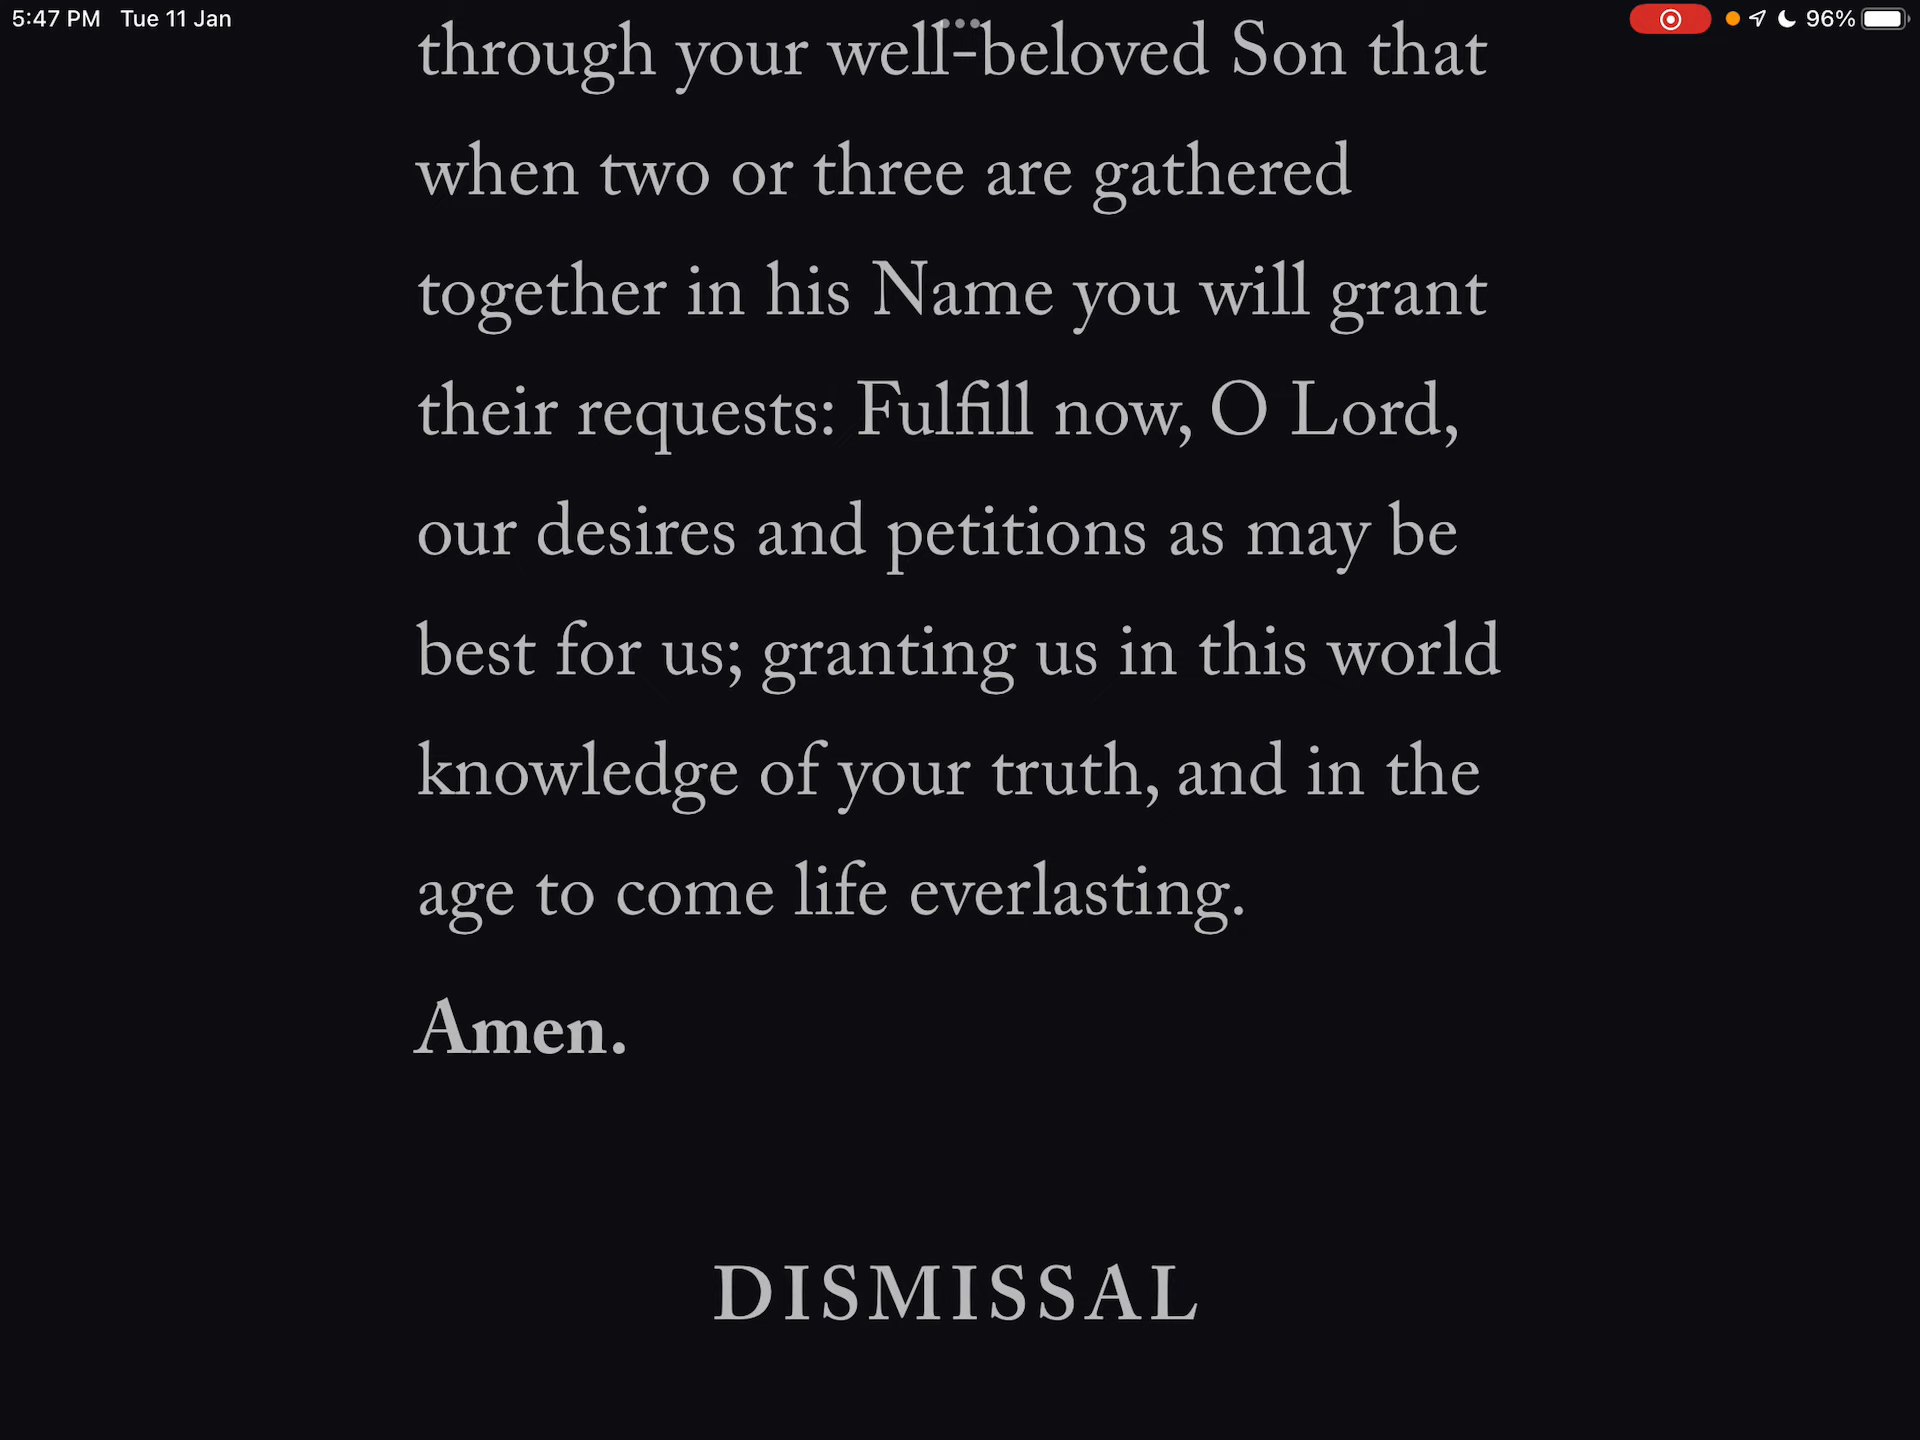 5:47 PM Tue 11 Jan 96%
through your well-beloved Son that
when two or three are gathered
together in his Name you will grant
their requests: Fulfill now, O Lord,
our desires and petitions as may be
best for us; granting us in this world
knowledge of your truth, and in the
age to come life everlasting.
Amen.
DISMISSAL